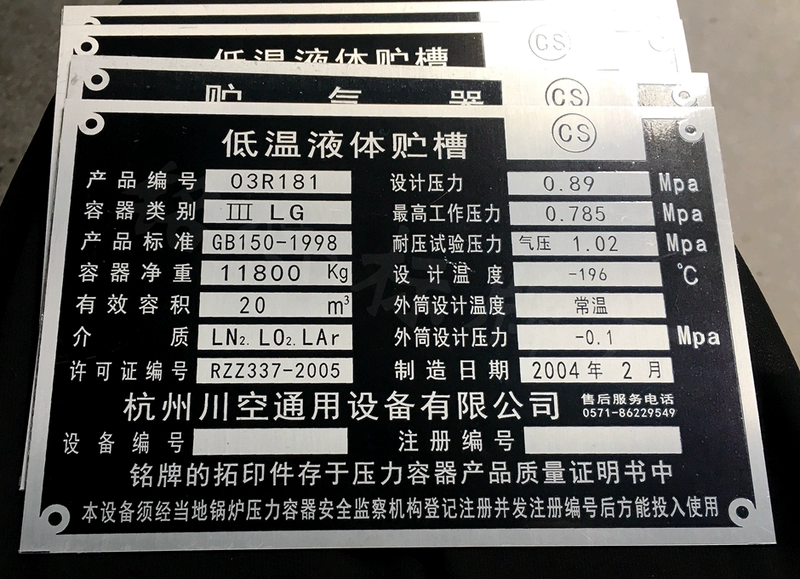 低温液体贮槽 CS
贮气器 CS
低温液体贮槽 CS
产品编号 03R181 设计压力 0.89 Mpa
容器类别 III LG 最高工作压力 0.785 Mpa
产品标准 GB150-1998 耐压试验压力 气压 1.02 Mpa
容器净重 11800 Kg 设计温度 -196 ℃
有效容积 20 m³ 外筒设计温度 常温
介质 LN₂. LO₂. LAr 外筒设计压力 -0.1 Mpa
许可证编号 RZZ337-2005 制造日期 2004年2月
杭州川空通用设备有限公司 售后服务电话
0571-86229549
设备编号 注册编号
铭牌的拓印件存于压力容器产品质量证明书中
本设备须经当地锅炉压力容器安全监察机构登记注册并发注册编号后方能投入使用